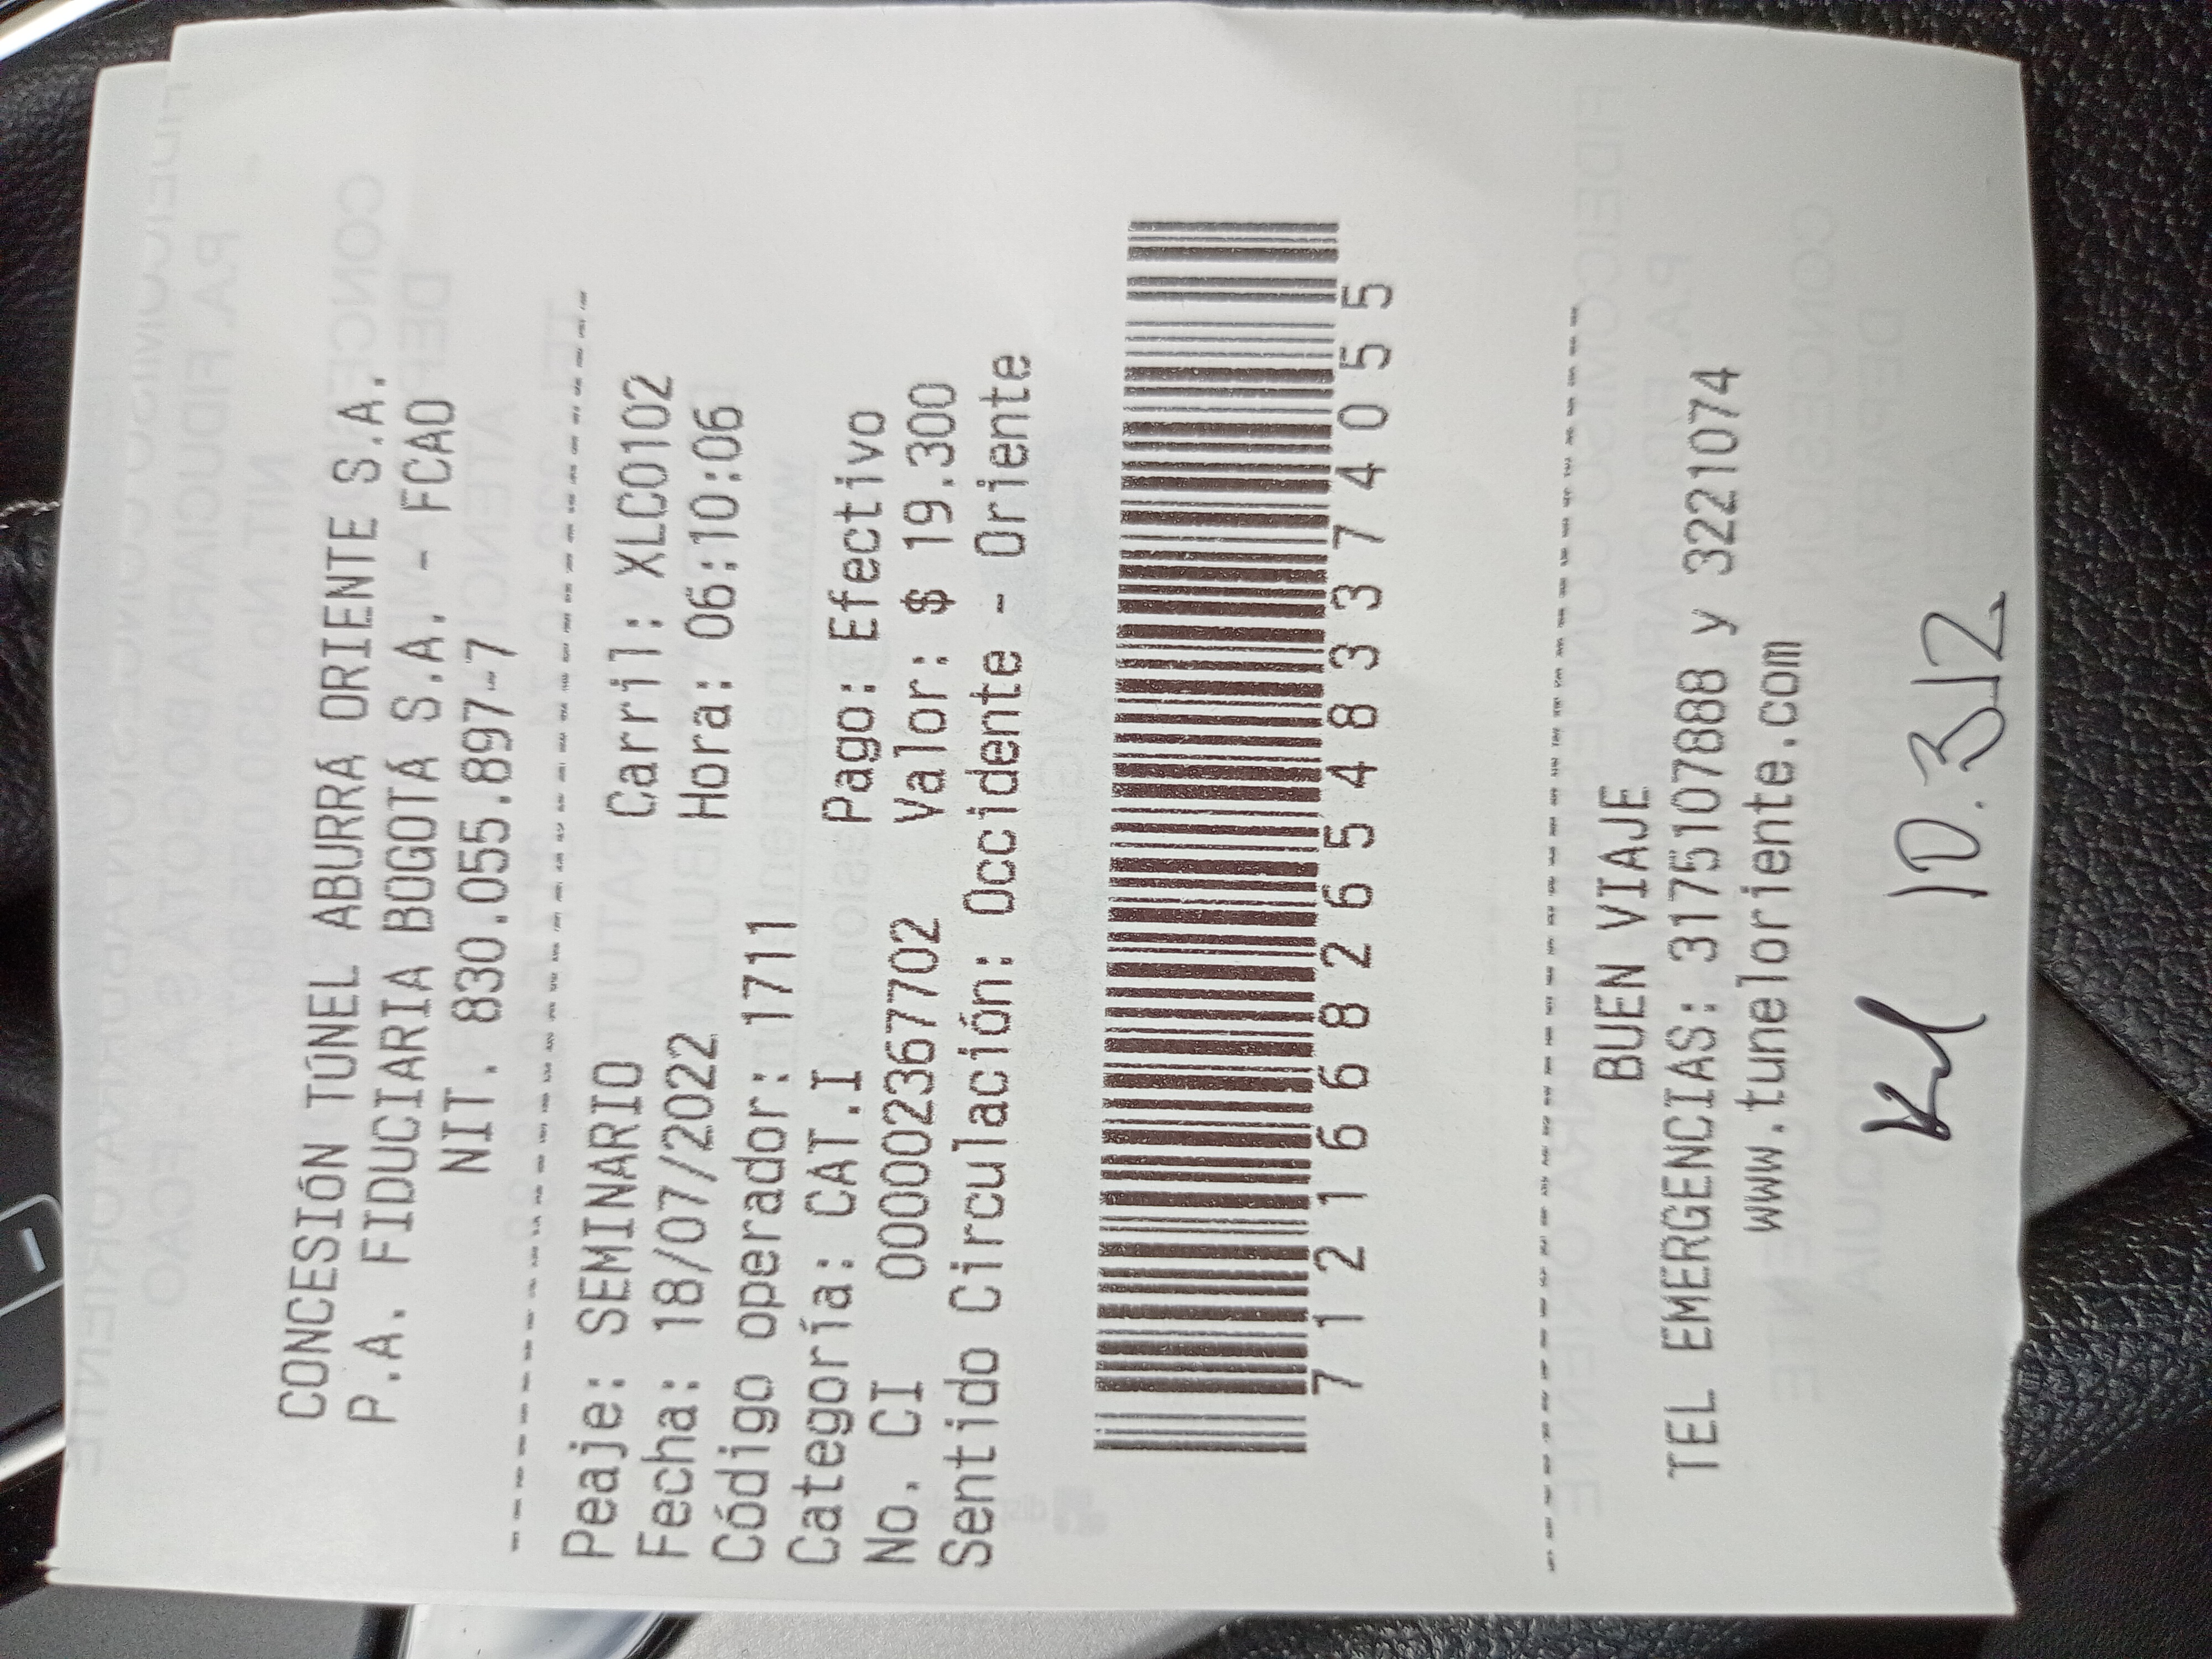 CONCESIÓN TÚNEL ABURRÁ ORIENTE S.A.
P.A. FIDUCIARIA BOGOTÁ S.A. - FCAO
NIT. 830.055.897-7
Peaje: SEMINARIO Carril: XLC0102
Fecha: 18/07/2022 Hora: 06:10:06
Código operador: 1711
Categoría: CAT.I Pago: Efectivo
No. CI 00002367702 Valor: $ 19.300
Sentido Circulación: Occidente - Oriente
712166826548337405 5
BUEN VIAJE
TEL EMERGENCIAS: 3175107888 y 3221074
www.tuneloriente.com
10.312